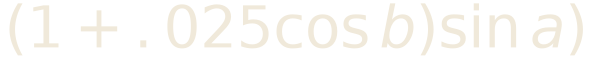 (1 + .025cos b)sin a)